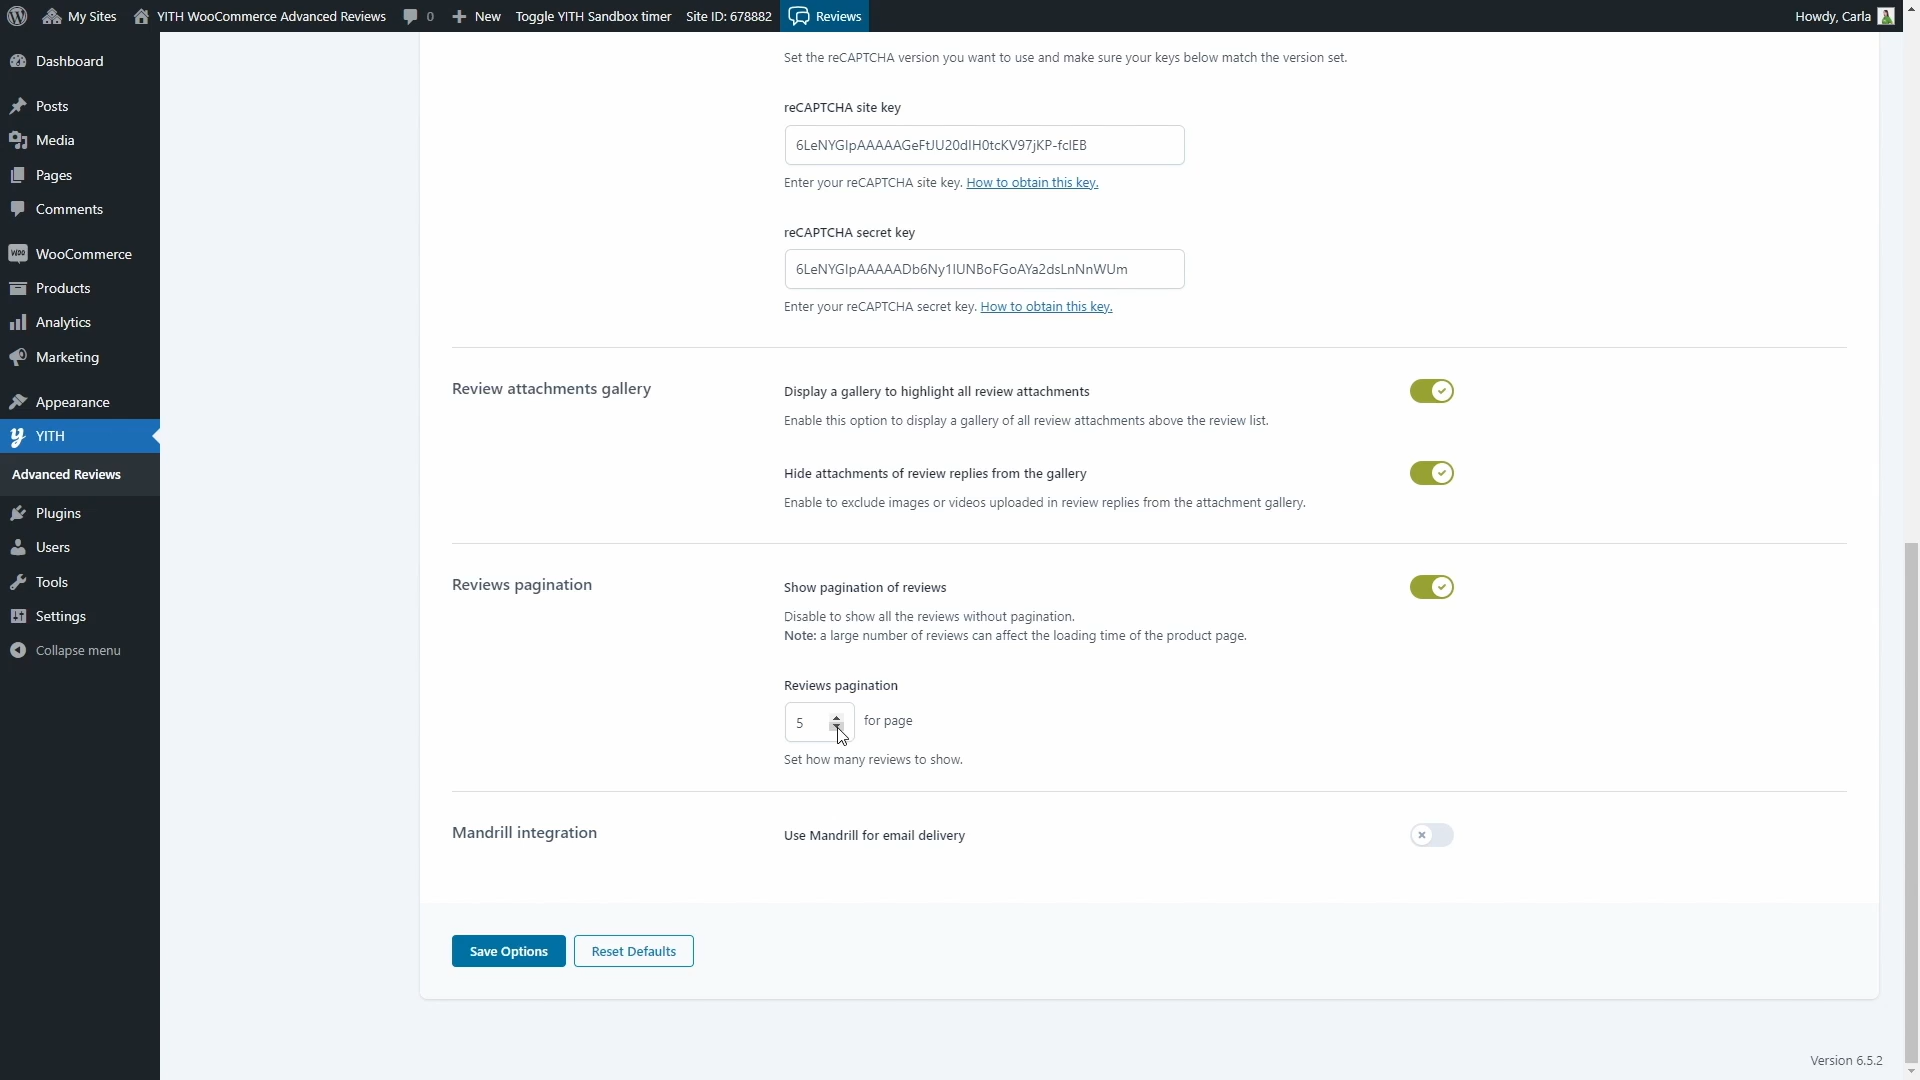 My Sites
YITH WooCommerce Advanced Reviews
0
New
Toggle YITH Sandbox timer
Site ID: 678882
Reviews
Howdy, Carla
Dashboard
Posts
Media
Pages
Comments
WooCommerce
Products
Analytics
Marketing
Appearance
YITH
Advanced Reviews
Plugins
Users
Tools
Settings
Collapse menu
Set the reCAPTCHA version you want to use and make sure your keys below match the version set.
reCAPTCHA site key
6LeNYGIpAAAAAGeFtJU20dIH0tcKV97jKP-fcIEB
Enter your reCAPTCHA site key. How to obtain this key.
reCAPTCHA secret key
6LeNYGIpAAAAADb6Ny1IUNBoFGoAYa2dsLnNnWUm
Enter your reCAPTCHA secret key. How to obtain this key.
Review attachments gallery
Display a gallery to highlight all review attachments
Enable this option to display a gallery of all review attachments above the review list.
Hide attachments of review replies from the gallery
Enable to exclude images or videos uploaded in review replies from the attachment gallery.
Reviews pagination
Show pagination of reviews
Disable to show all the reviews without pagination.
Note: a large number of reviews can affect the loading time of the product page.
Reviews pagination
5 for page
Set how many reviews to show.
Mandrill integration
Use Mandrill for email delivery
Save Options
Reset Defaults
Version 6.5.2